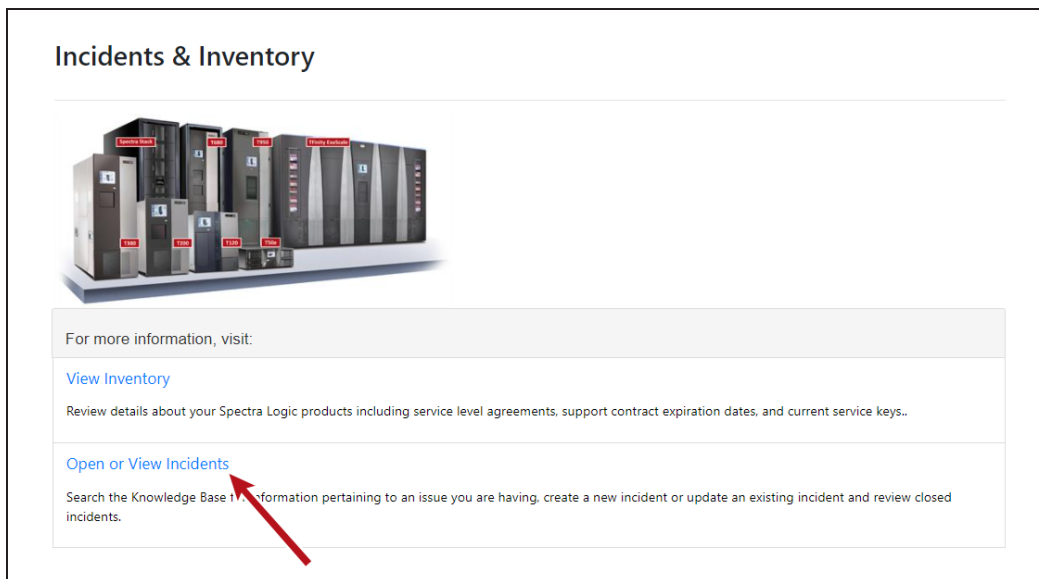 Incidents & Inventory
Spectra Stack
T680
T950
TFinity ExaScale
T380
T200
T120
T50e
For more information, visit:
View Inventory
Review details about your Spectra Logic products including service level agreements, support contract expiration dates, and current service keys..
Open or View Incidents
Search the Knowledge Base information pertaining to an issue you are having, create a new incident or update an existing incident and review closed
incidents.